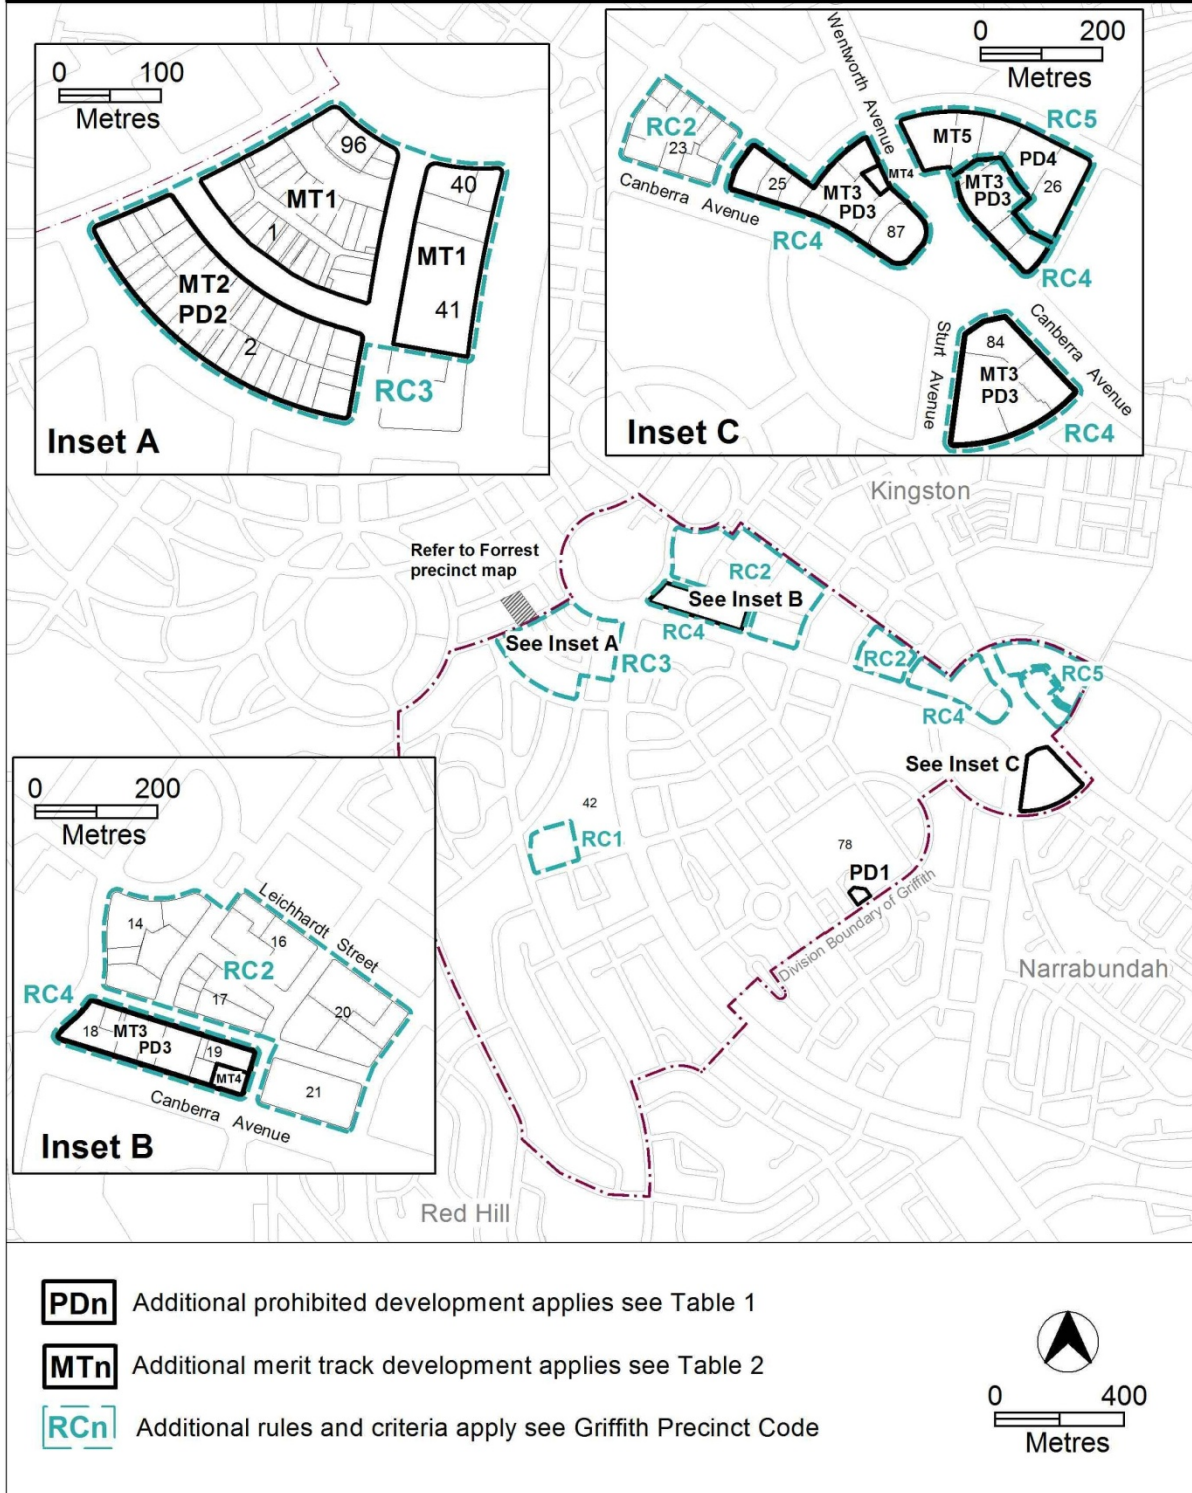 0 100
Metres
96
40
MT1
1
MT1
MT2
PD2
41
2
RC3
Inset A
0 200
Metres
Wentworth Avenue
RC2
23
MT5
RC5
PD4
MT4
MT3
PD3
26
25
MT3
PD3
Canberra Avenue
87
RC4
RC4
Canberra Avenue
Sturt Avenue
84
MT3
PD3
RC4
Inset C
Kingston
Refer to Forrest
precinct map
RC2
See Inset B
RC4
See Inset A
RC3
RC2
RC5
RC4
See Inset C
42
RC1
78
PD1
Division Boundary of Griffith
Narrabundah
Red Hill
0 200
Metres
Leichhardt Street
14
16
RC2
17
20
RC4
18
MT3
PD3
19
MT4
21
Canberra Avenue
Inset B
PDn Additional prohibited development applies see Table 1
MTn Additional merit track development applies see Table 2
RCn Additional rules and criteria apply see Griffith Precinct Code
0 400
Metres